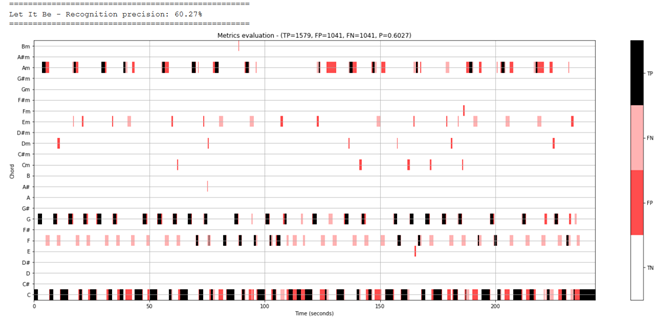 Let It Be - Recognition precision: 60.27%
Metrics evaluation - (TP=1579, FP=1041, FN=1041, P=0.6027)
Bm
A#m
Am
G#m
Gm
F#m
Fm
Em
D#m
Dm
C#m
Cm
B
A#
A
G#
G
F#
F
E
D#
D
C#
C
Chord
0 50 100 150 200
Time (seconds)
TP
FN
FP
TN